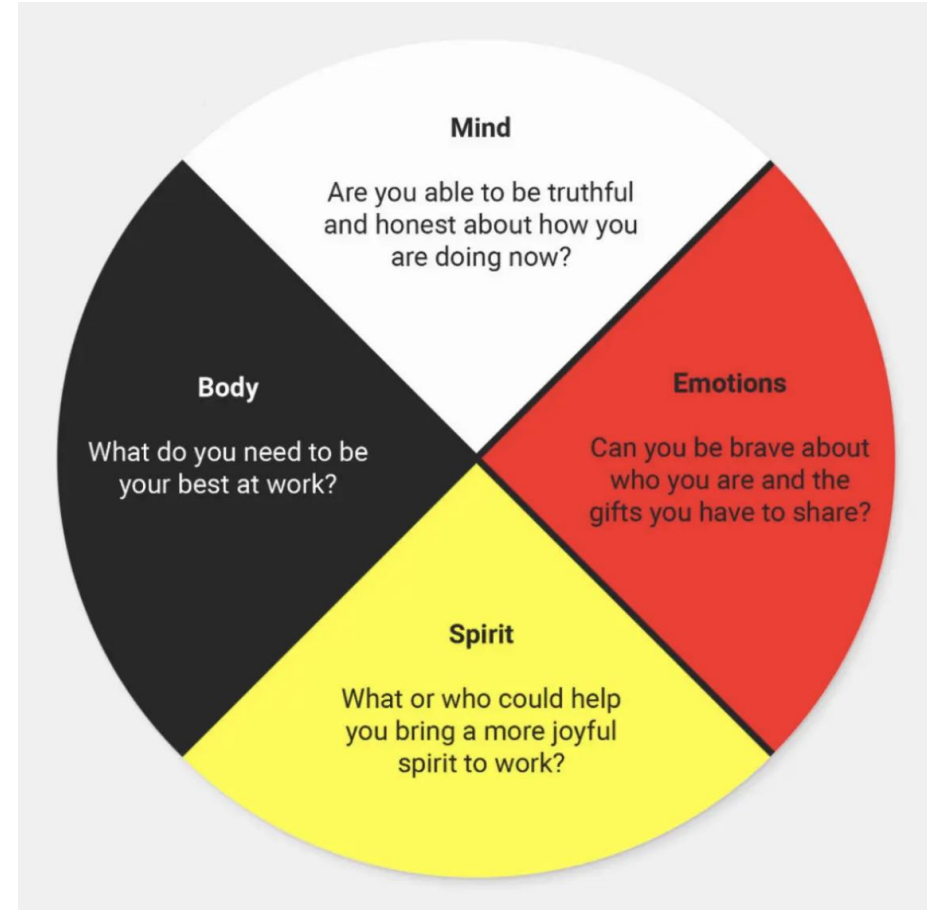 Mind
Are you able to be truthful
and honest about how you
are doing now?
Body
What do you need to be
your best at work?
Emotions
Can you be brave about
who you are and the
gifts you have to share?
Spirit
What or who could help
you bring a more joyful
spirit to work?